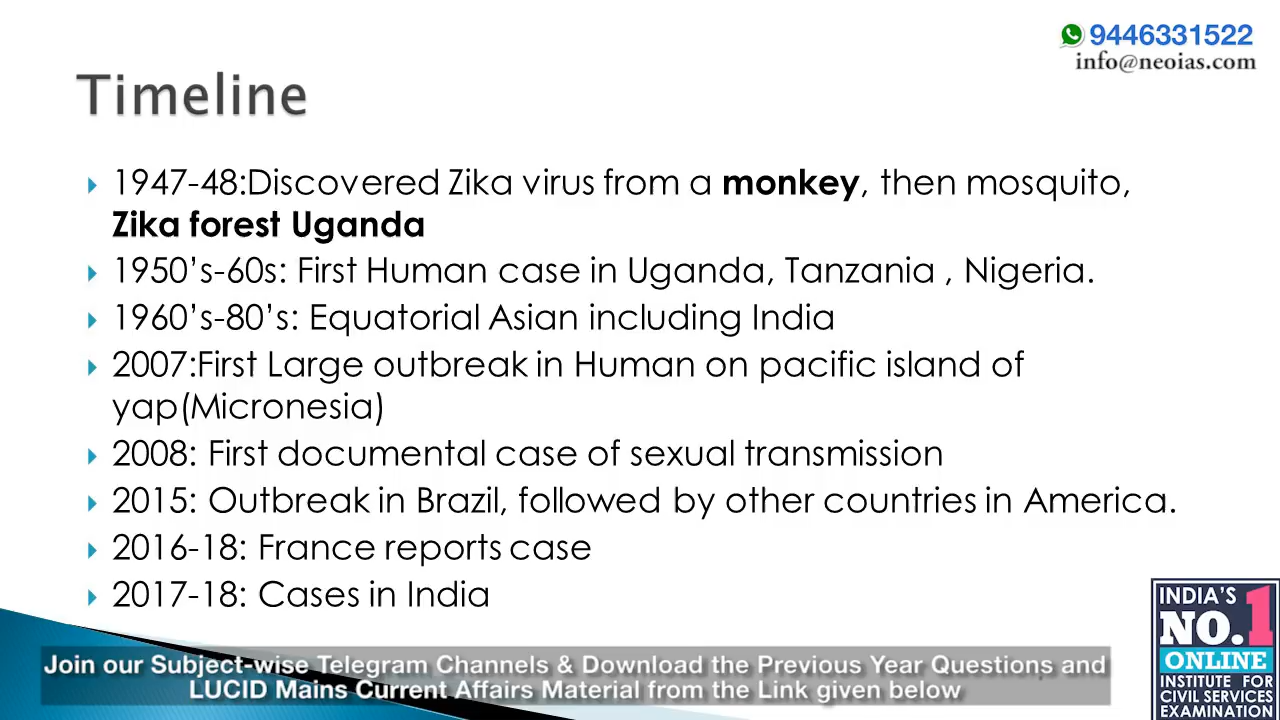 9446331522
info@neoias.com
Timeline
1947-48:Discovered Zika virus from a monkey, then mosquito,
Zika forest Uganda
1950’s-60s: First Human case in Uganda, Tanzania , Nigeria.
1960’s-80’s: Equatorial Asian including India
2007:First Large outbreak in Human on pacific island of
yap(Micronesia)
2008: First documental case of sexual transmission
2015: Outbreak in Brazil, followed by other countries in America.
2016-18: France reports case
2017-18: Cases in India
Join our Subject-wise Telegram Channels & Download the Previous Year Questions and
LUCID Mains Current Affairs Material from the Link given below
INDIA'S
NO.1
ONLINE
INSTITUTE FOR
CIVIL SERVICES
EXAMINATION